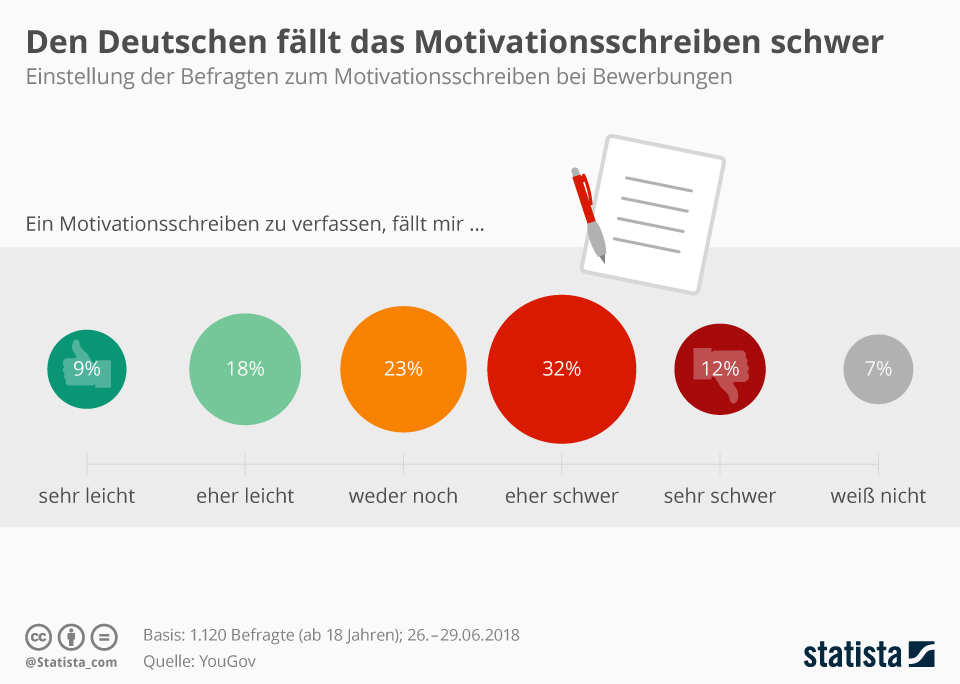 Den Deutschen fällt das Motivationsschreiben schwer
Einstellung der Befragten zum Motivationsschreiben bei Bewerbungen
Ein Motivationsschreiben zu verfassen, fällt mir ...
9% 18% 23% 32% 12% 7%
sehr leicht eher leicht weder noch eher schwer sehr schwer weiß nicht
cc
@Statista_com
Basis: 1.120 Befragte (ab 18 Jahren); 26.–29.06.2018
Quelle: YouGov
statista